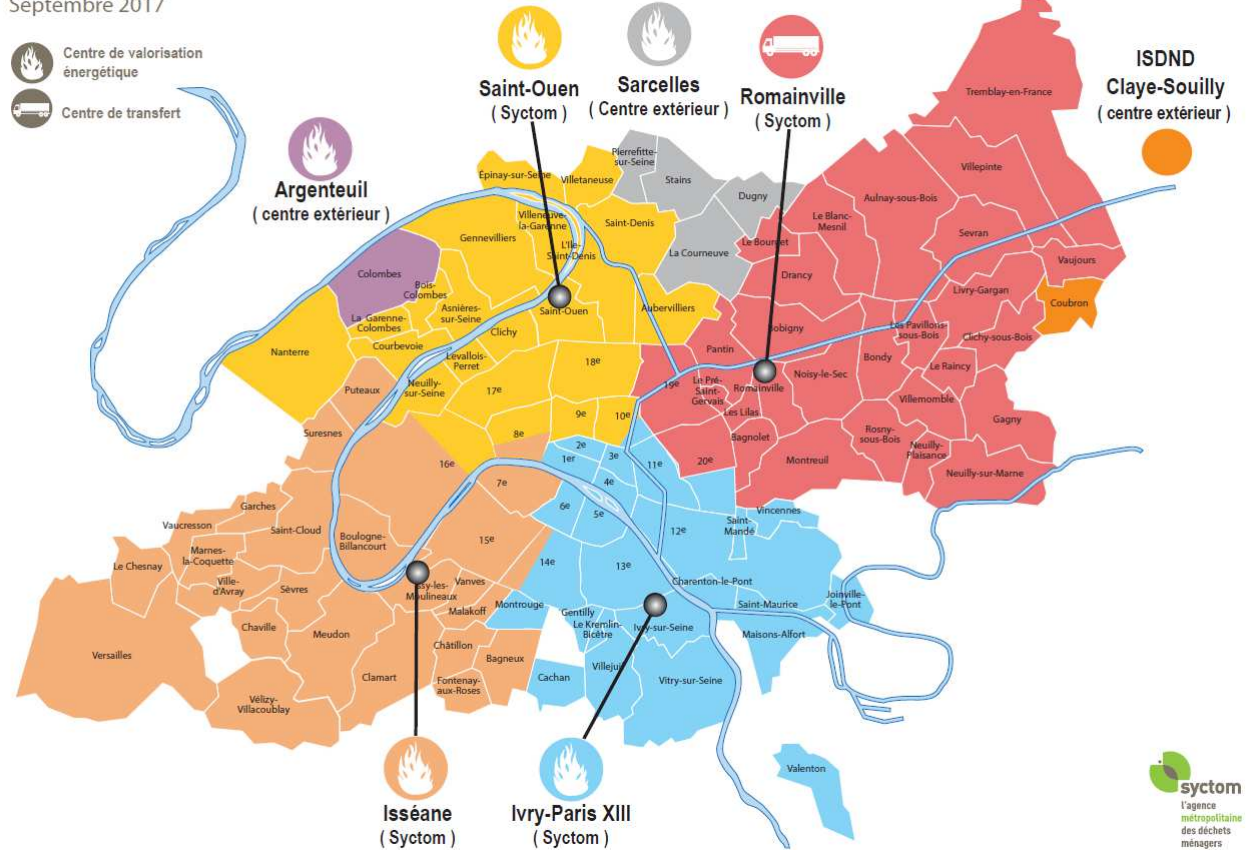 Septembre 2017
Centre de valorisation
énergétique
Centre de transfert
Saint-Ouen
( Syctom )
Sarcelles
( Centre extérieur )
Romainville
( Syctom )
ISDND
Claye-Souilly
( centre extérieur )
Argenteuil
( centre extérieur )
Tremblay-en-France
Villepinte
Aulnay-sous-Bois
Le Blanc-
Mesnil
Sevran
Vaujours
Coubron
Livry-Gargan
Clichy-sous-Bois
Les Pavillons-
sous-Bois
Le Raincy
Villemomble
Gagny
Bondy
Rosny-
sous-Bois
Neuilly-
Plaisance
Neuilly-sur-Marne
Noisy-le-Sec
Montreuil
Bagnolet
Romainville
Les Lilas
Le Pré-
Saint-
Gervais
Pantin
Bobigny
Drancy
Le Bourget
Dugny
La Courneuve
Stains
Pierrefitte-
sur-Seine
Villetaneuse
Épinay-sur-Seine
Saint-Denis
L'Ile-
Saint-Denis
Villeneuve-
la-Garenne
Gennevilliers
Aubervilliers
Saint-Ouen
Clichy
Asnières-
sur-Seine
Bois-
Colombes
Colombes
La Garenne-
Colombes
Courbevoie
Levallois-
Perret
Neuilly-
sur-Seine
Nanterre
Puteaux
Suresnes
17e
18e
19e
9e
10e
8e
20e
16e
7e
15e
2e
1er
3e
4e
11e
6e
5e
12e
14e
13e
Saint-
Mandé
Vincennes
Charenton-le-Pont
Saint-Maurice
Joinville-
le-Pont
Maisons-Alfort
Montrouge
Gentilly
Le Kremlin-
Bicêtre
Ivry-sur-Seine
Villejuif
Vitry-sur-Seine
Cachan
Valenton
Garches
Vaucresson
Saint-Cloud
Marnes-
la-Coquette
Le Chesnay
Ville-
d'Avray
Sèvres
Boulogne-
Billancourt
Issy-les-
Moulineaux
Vanves
Malakoff
Chaville
Meudon
Versailles
Vélizy-
Villacoublay
Clamart
Châtillon
Bagneux
Fontenay-
aux-Roses
Isséane
( Syctom )
Ivry-Paris XIII
( Syctom )
syctom
l'agence
métropolitaine
des déchets
ménagers